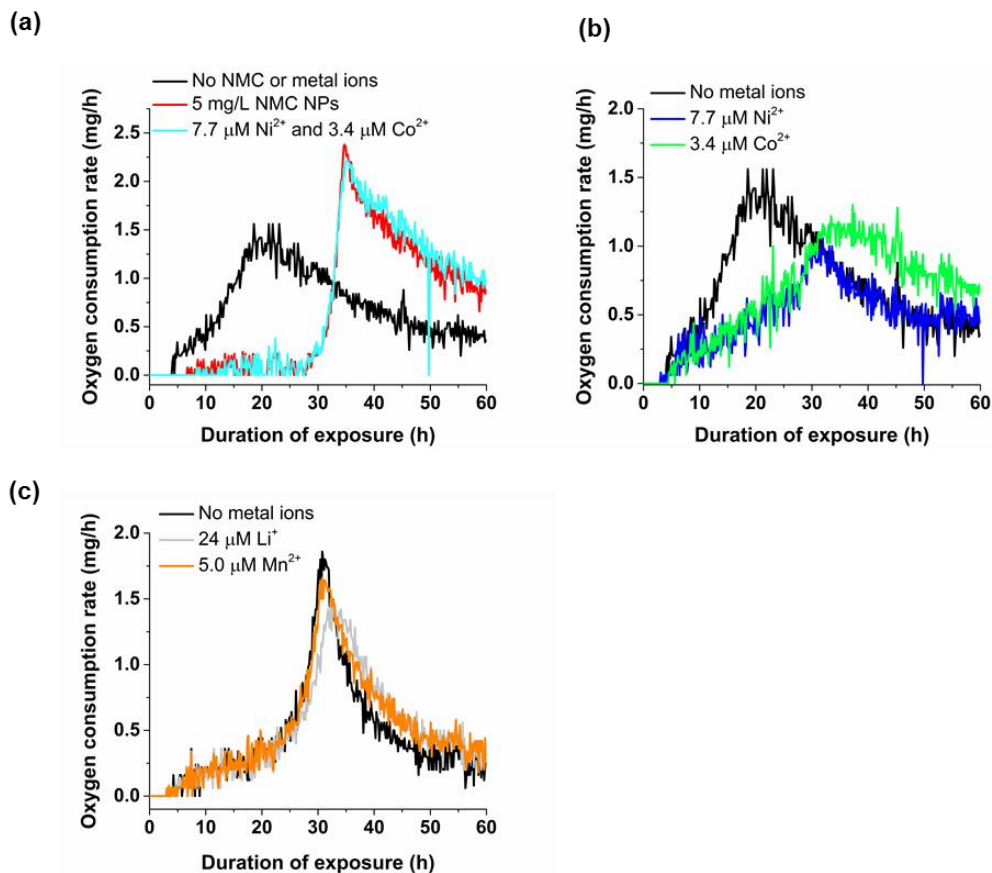 (a)
No NMC or metal ions
5 mg/L NMC NPs
7.7 μM Ni²⁺ and 3.4 μM Co²⁺
Oxygen consumption rate (mg/h)
2.5
2.0
1.5
1.0
0.5
0.0
0 10 20 30 40 50 60
Duration of exposure (h)
(b)
No metal ions
7.7 μM Ni²⁺
3.4 μM Co²⁺
Oxygen consumption rate (mg/h)
2.0
1.5
1.0
0.5
0.0
0 10 20 30 40 50 60
Duration of exposure (h)
(c)
No metal ions
24 μM Li⁺
5.0 μM Mn²⁺
Oxygen consumption rate (mg/h)
2.0
1.5
1.0
0.5
0.0
0 10 20 30 40 50 60
Duration of exposure (h)